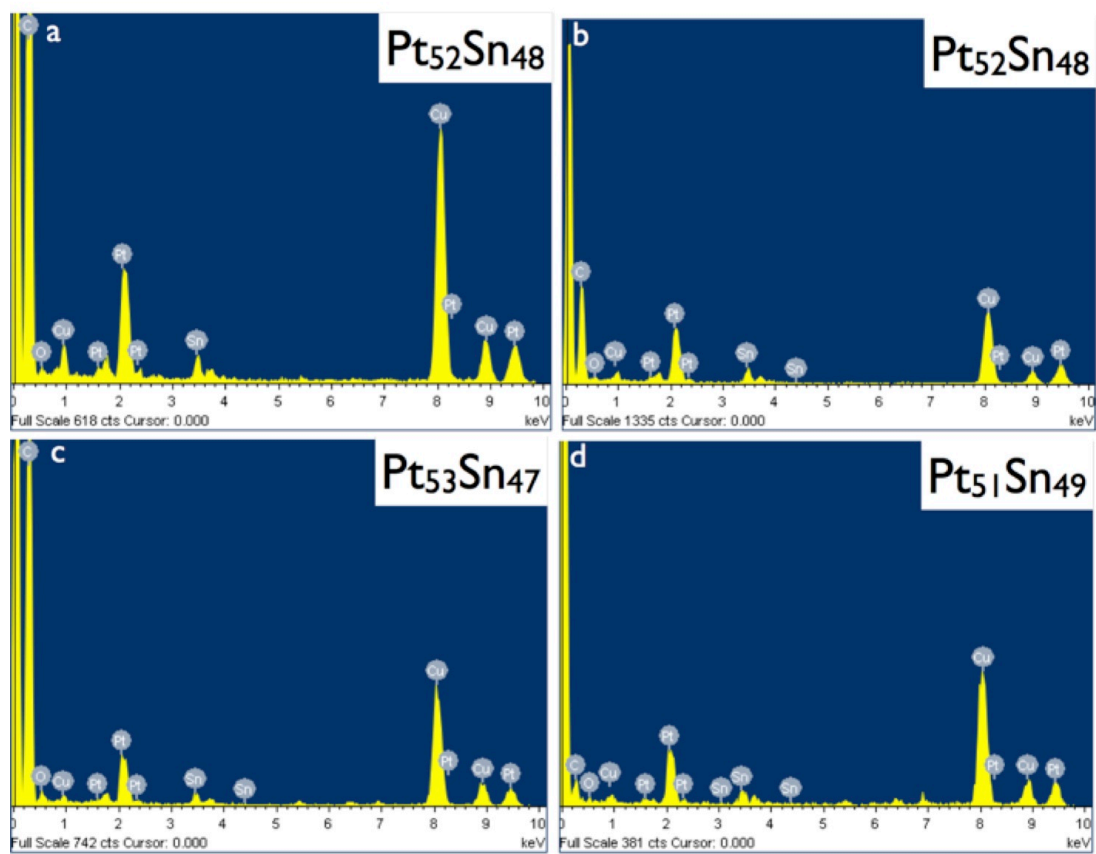 a
Pt52Sn48
C
Cu
Pt
Pt
Cu
Sn
Cu
Pt
O
Pt
Pt
0 1 2 3 4 5 6 7 8 9 10
Full Scale 618 cts Cursor: 0.000 keV
b
Pt52Sn48
C
Cu
Pt
O
Cu
Pt
Pt
Sn
Sn
Pt
Cu
Pt
0 1 2 3 4 5 6 7 8 9 10
Full Scale 1335 cts Cursor: 0.000 keV
c
Pt53Sn47
C
Cu
Pt
Pt
O
Cu
Pt
Pt
Sn
Sn
Cu
Pt
0 1 2 3 4 5 6 7 8 9 10
Full Scale 742 cts Cursor: 0.000 keV
d
Pt51Sn49
Cu
Pt
C
O
Cu
Pt
Pt
Sn
Sn
Sn
Pt
Cu
Pt
0 1 2 3 4 5 6 7 8 9 10
Full Scale 381 cts Cursor: 0.000 keV